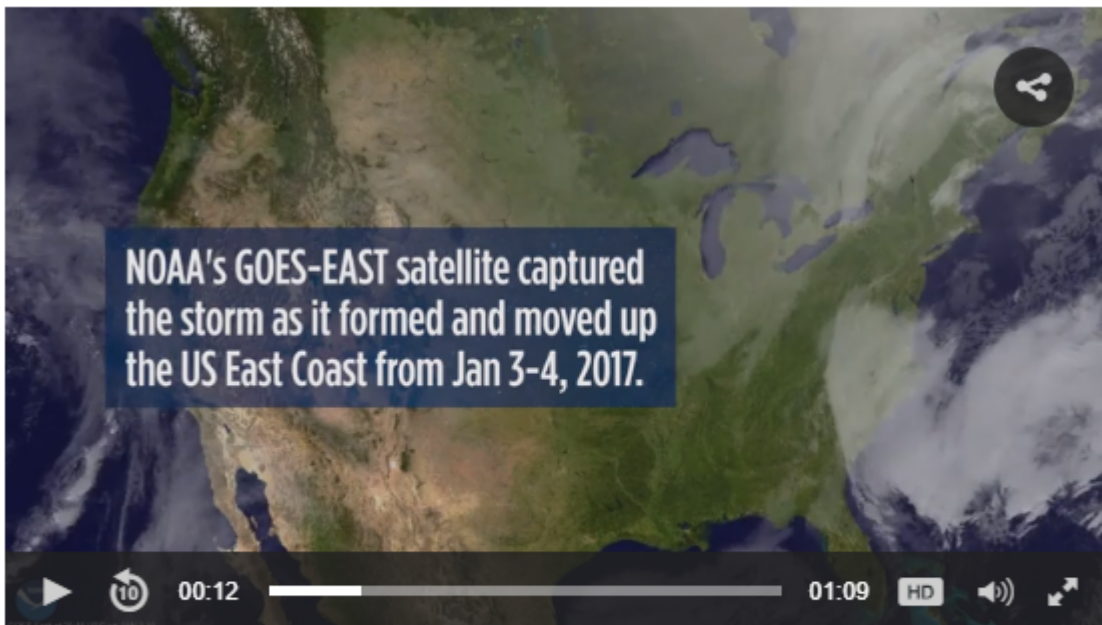 NOAA's GOES-EAST satellite captured
the storm as it formed and moved up
the US East Coast from Jan 3-4, 2017.
10 00:12 01:09 HD